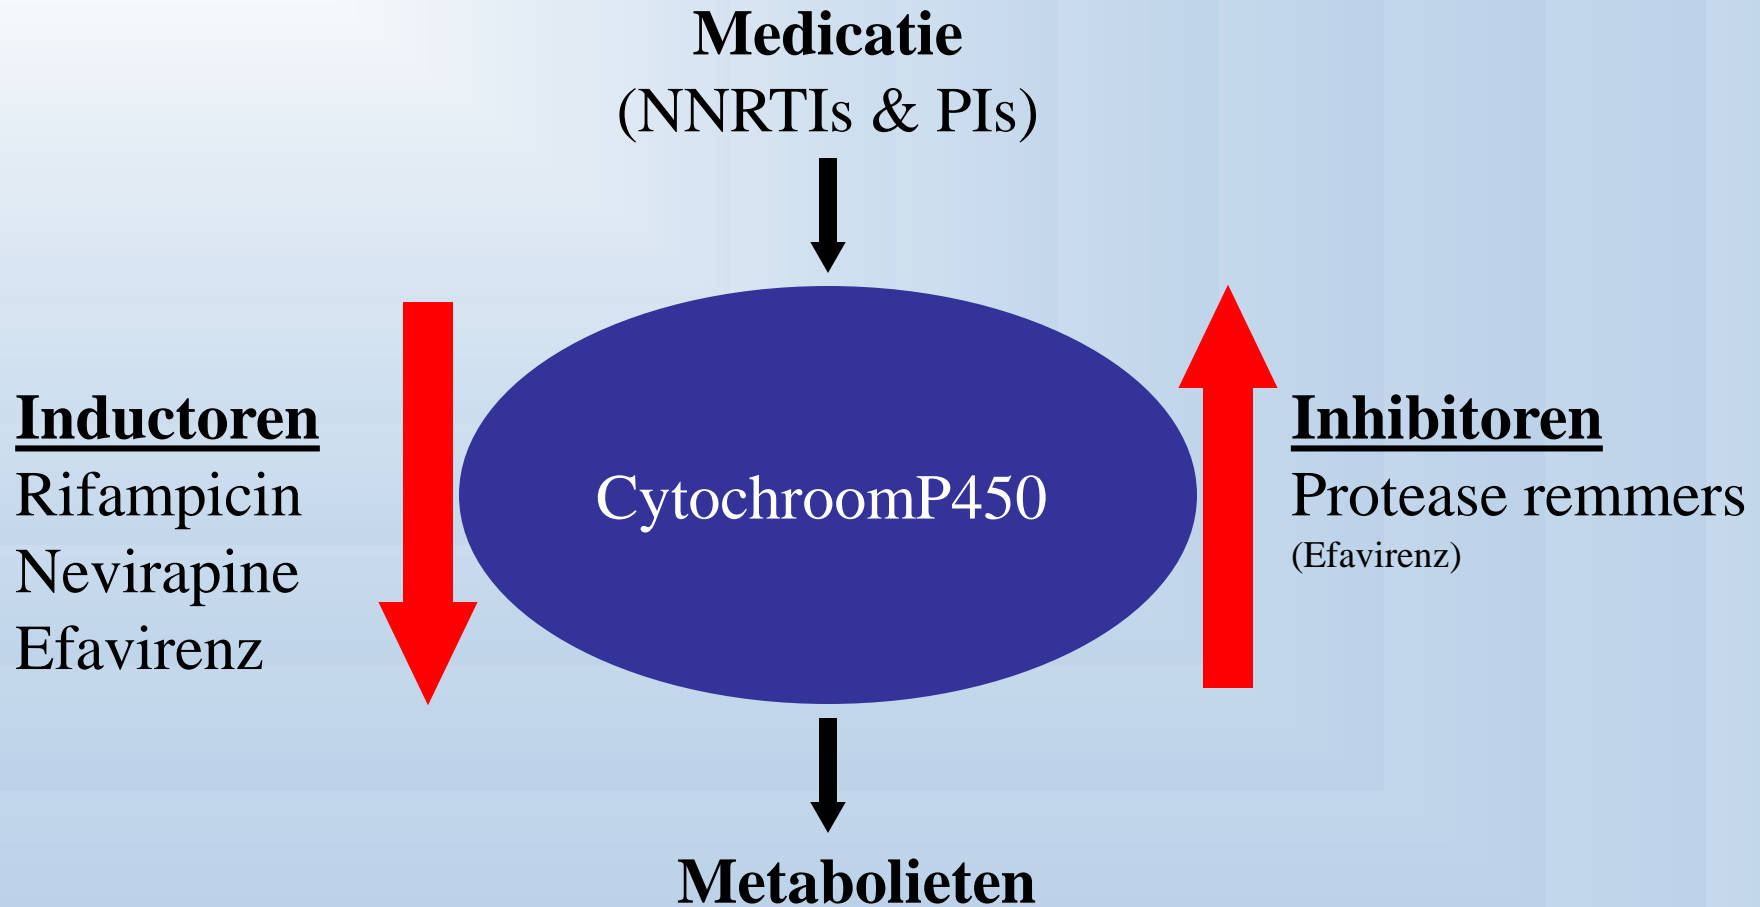 Medicatie
(NNRTIs & PIs)
Inductoren
Rifampicin
Nevirapine
Efavirenz
CytochroomP450
Inhibitoren
Protease remmers
(Efavirenz)
Metabolieten